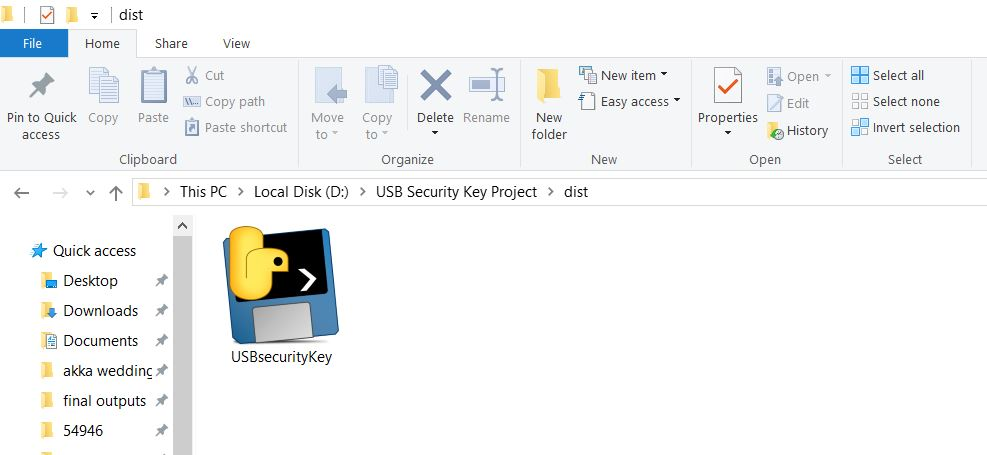 dist
File Home Share View
Pin to Quick access
Copy
Paste
Cut
Copy path
Paste shortcut
Clipboard
Move to
Copy to
Delete
Rename
Organize
New folder
New item
Easy access
New
Properties
Open
Edit
History
Open
Select all
Select none
Invert selection
Select
This PC Local Disk (D:) USB Security Key Project dist
Quick access
Desktop
Downloads
Documents
akka wedding
final outputs
54946
USBsecurityKey